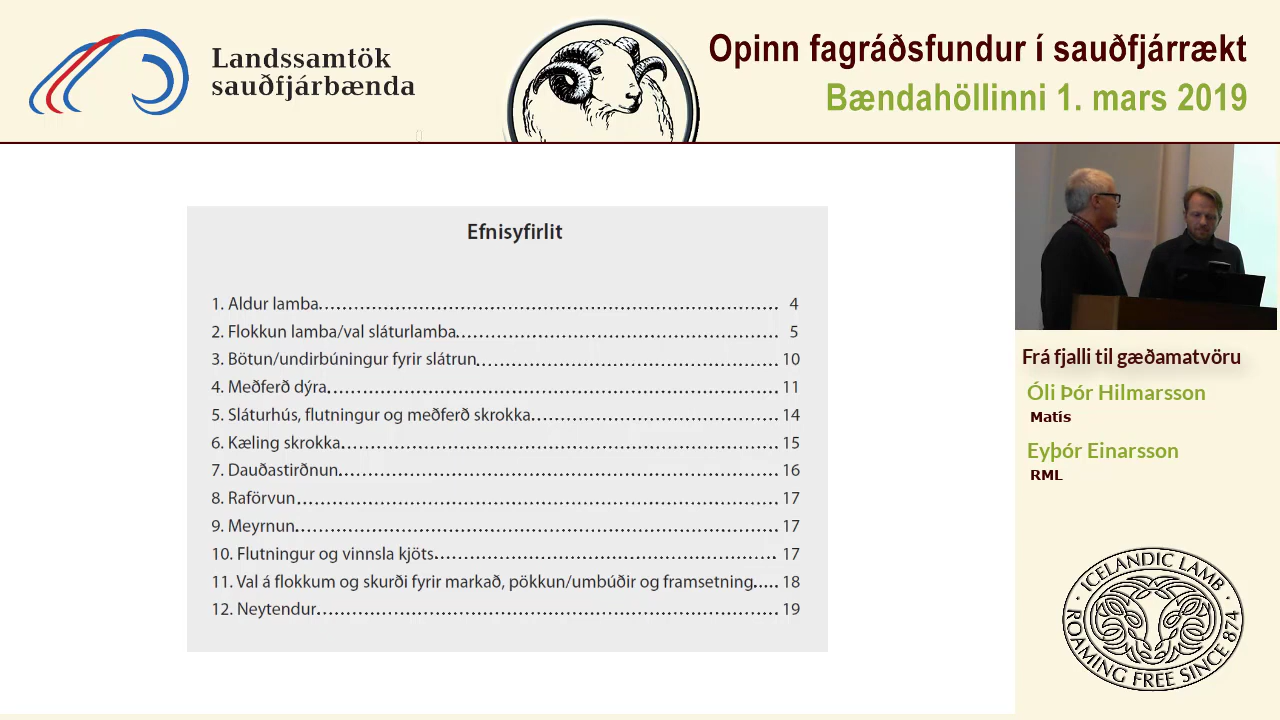 Landssamtök
sauðfjárbænda
Opinn fagráðsfundur í sauðfjárrækt
Bændahöllinni 1. mars 2019
Efnisyfirlit
1. Aldur lamba 4
2. Flokkun lamba/val sláturlamba 5
3. Bötun/undirbúningur fyrir slátrun 10
4. Meðferð dýra 11
5. Sláturhús, flutningur og meðferð skrokka 14
6. Kæling skrokka 15
7. Dauðastirðnun 16
8. Raförvun 17
9. Meyrnun 17
10. Flutningur og vinnsla kjöts 17
11. Val á flokkum og skurði fyrir markað, pökkun/umbúðir og framsetning 18
12. Neytendur 19
Frá fjalli til gæðamatvöru
Óli Þór Hilmarsson
Matís
Eyþór Einarsson
RML
· ICELANDIC LAMB ·
ROAMING FREE SINCE 874